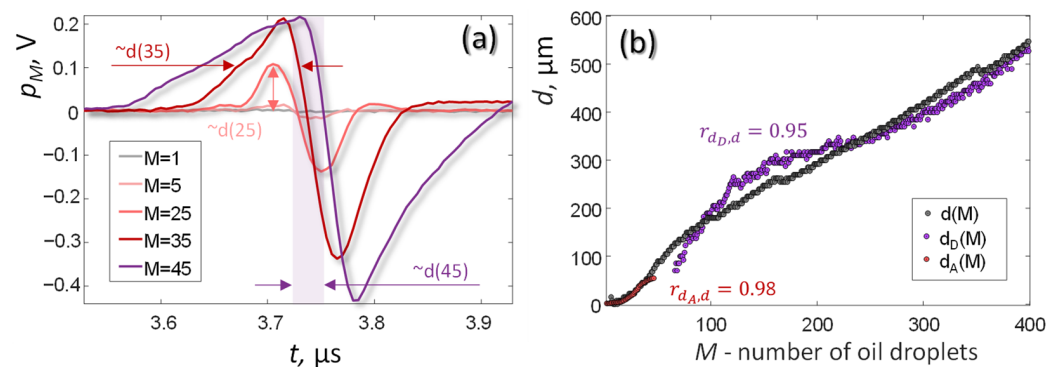 (a)
p_M, V
0.2
0.1
0
−0.1
−0.2
−0.3
−0.4
~d(35)
~d(25)
~d(45)
M=1
M=5
M=25
M=35
M=45
3.6 3.7 3.8 3.9
t, µs
(b)
d, µm
600
500
400
300
200
100
0
r_{d_D,d} = 0.95
r_{d_A,d} = 0.98
d(M)
d_D(M)
d_A(M)
100 200 300 400
M - number of oil droplets